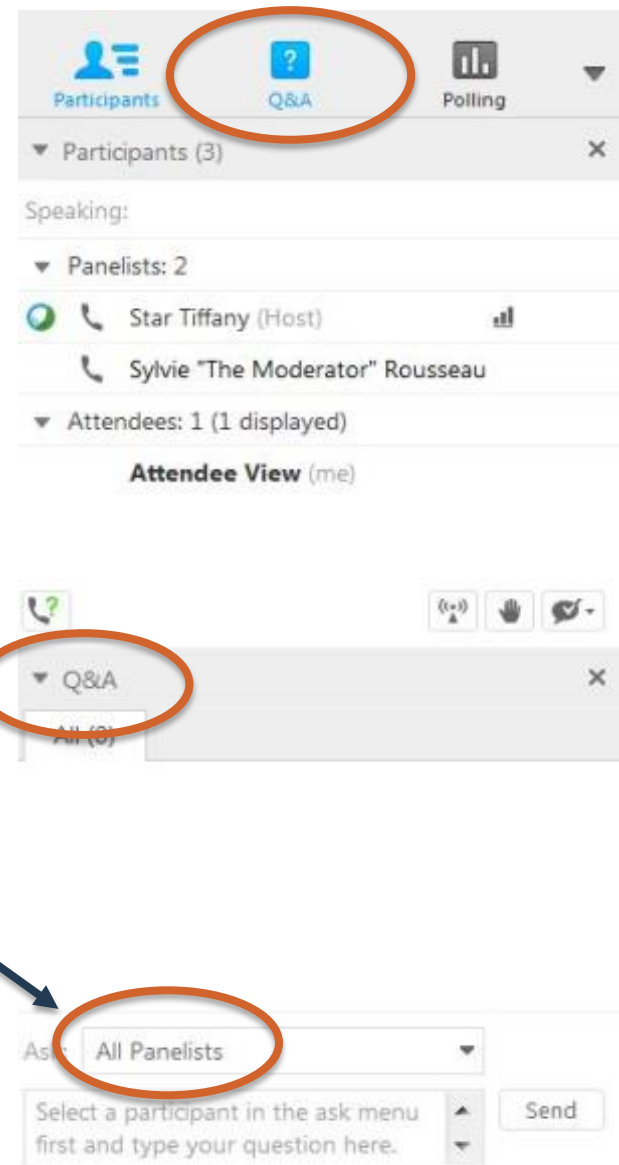 Participants Q&A Polling
Participants (3)
Speaking:
Panelists: 2
Star Tiffany (Host)
Sylvie "The Moderator" Rousseau
Attendees: 1 (1 displayed)
Attendee View (me)
Q&A
All (0)
Ask: All Panelists
Select a participant in the ask menu
first and type your question here.
Send